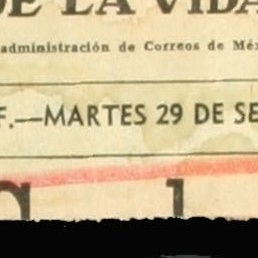 DE LA VIDA
administración de Correos de Méx
F.—MARTES 29 DE SE